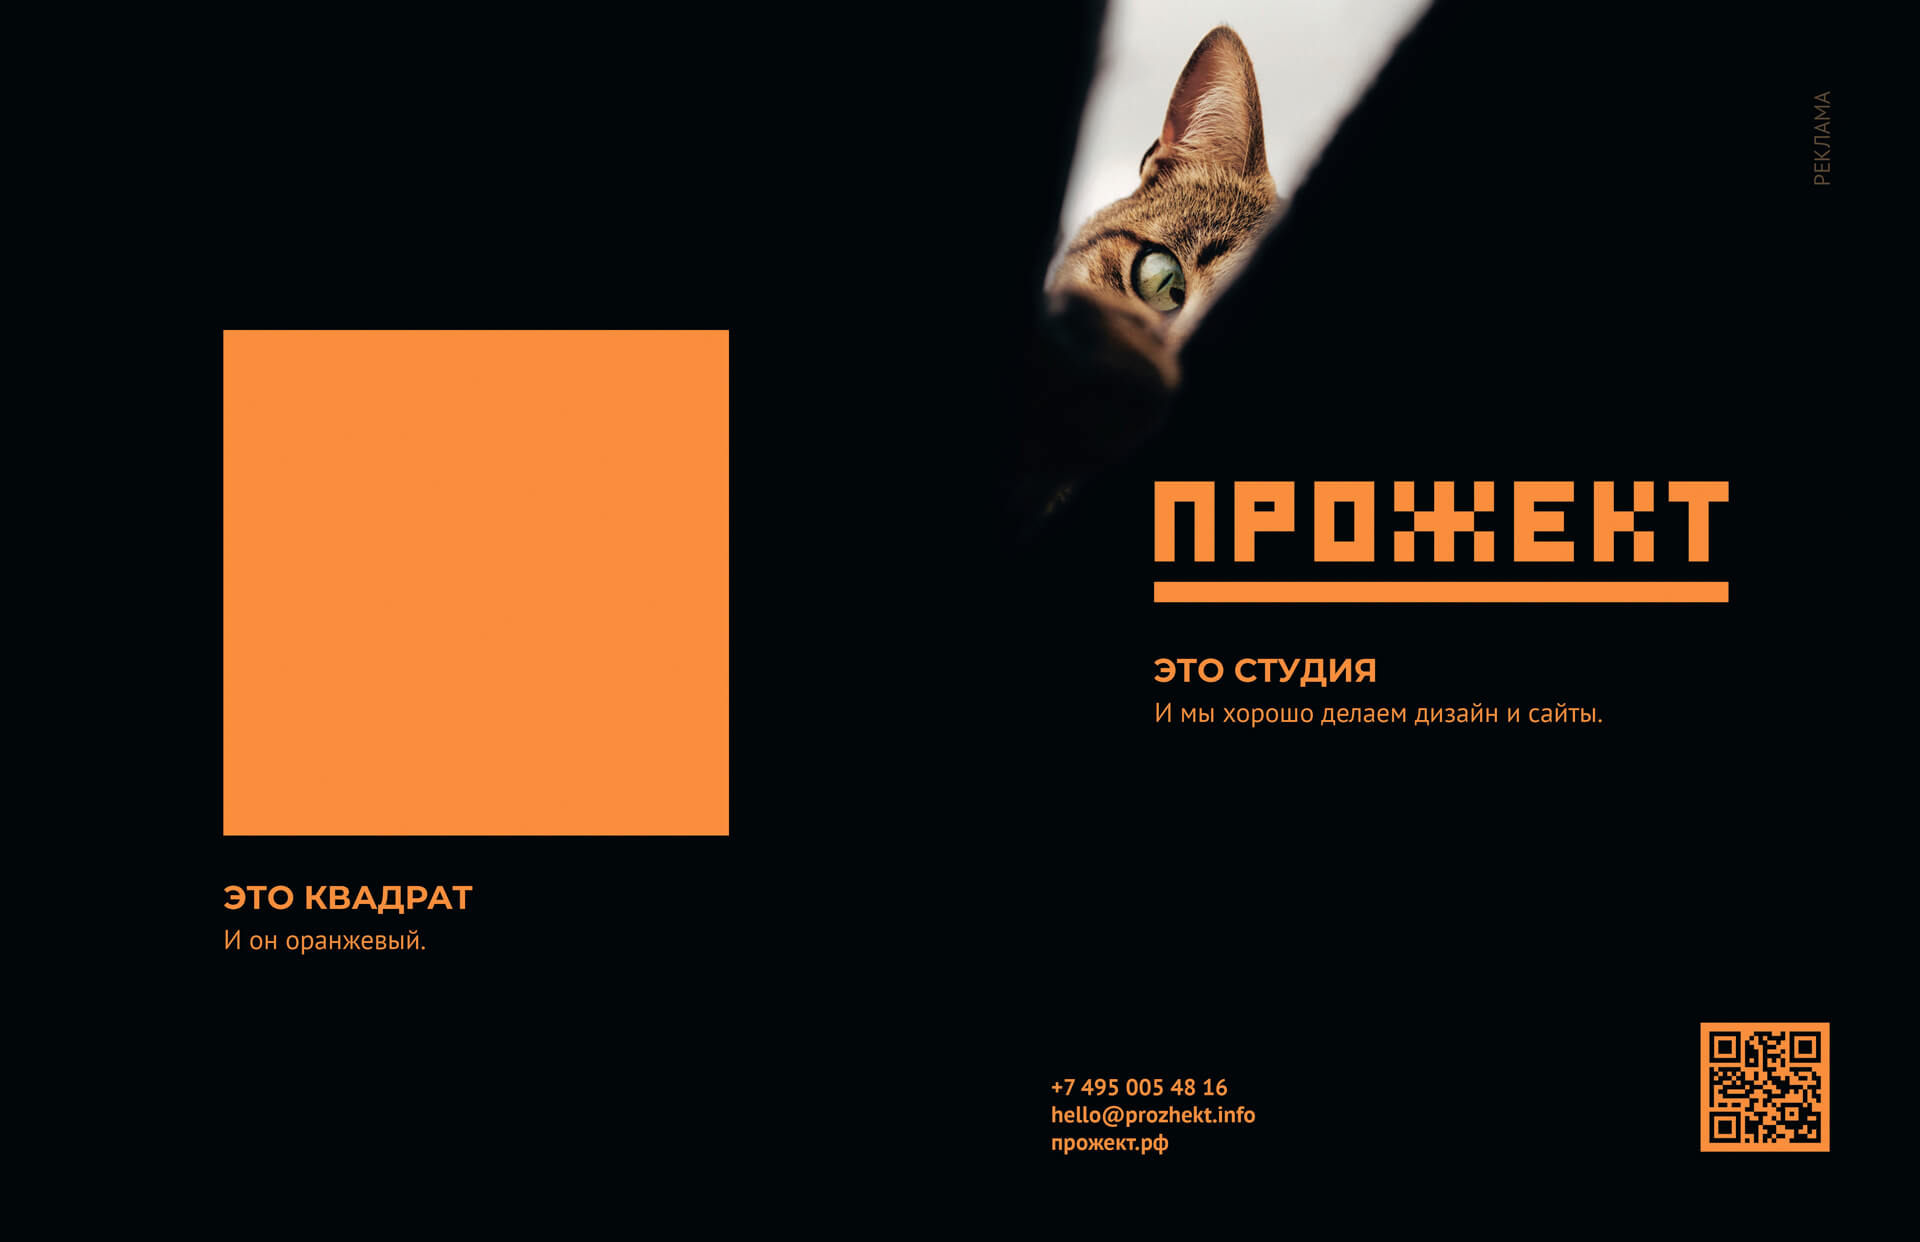 РЕКЛАМА
ПРОЖЕКТ
ЭТО СТУДИЯ
И мы хорошо делаем дизайн и сайты.
ЭТО КВАДРАТ
И он оранжевый.
+7 495 005 48 16
hello@prozhekt.info
прожект.рф